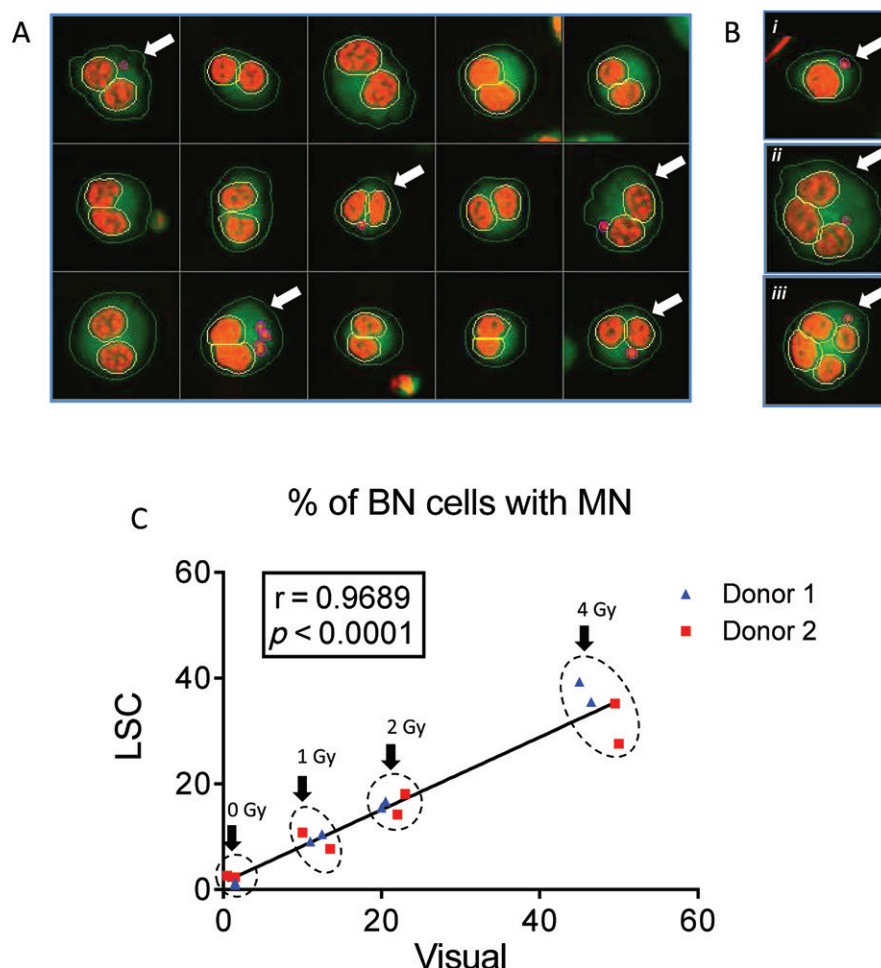 A
B
i
ii
iii
C
% of BN cells with MN
r = 0.9689
p < 0.0001
Donor 1
Donor 2
0 Gy
1 Gy
2 Gy
4 Gy
60
40
20
0
LSC
0 20 40 60
Visual